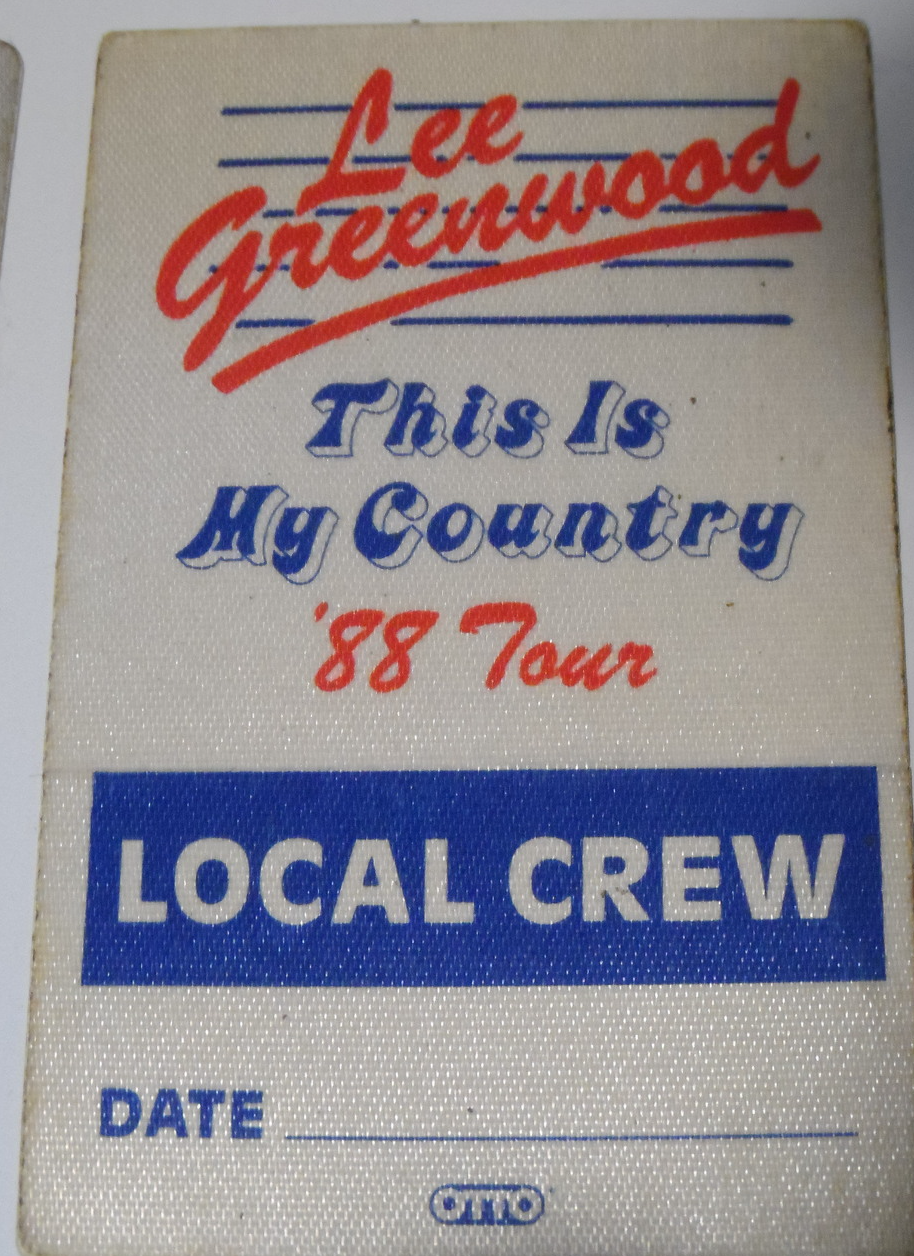 Lee
Greenwood
This Is
My Country
'88 Tour
LOCAL CREW
DATE
OTTO